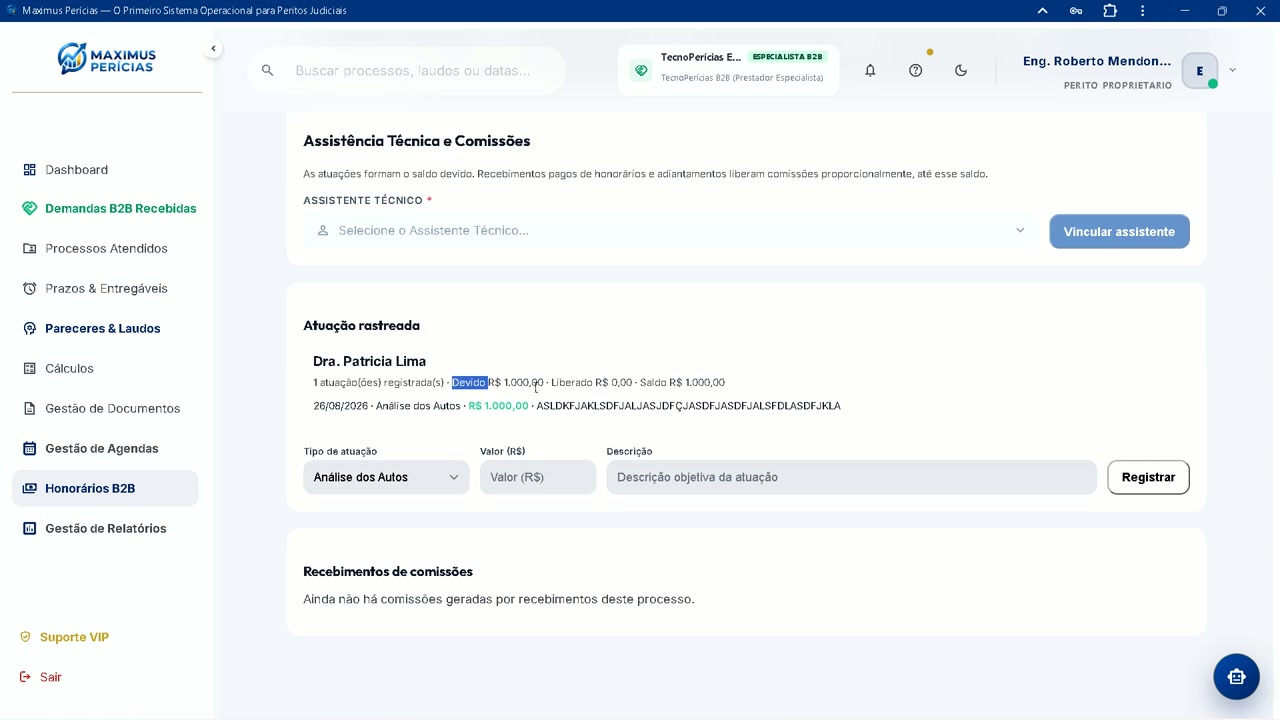 Maximus Perícias — O Primeiro Sistema Operacional para Peritos Judiciais
MAXIMUS
PERÍCIAS
Buscar processos, laudos ou datas...
TecnoPerícias E... ESPECIALISTA B2B
TecnoPerícias B2B (Prestador Especialista)
Eng. Roberto Mendon...
PERITO PROPRIETARIO
E
Dashboard
Demandas B2B Recebidas
Processos Atendidos
Prazos & Entregáveis
Pareceres & Laudos
Cálculos
Gestão de Documentos
Gestão de Agendas
Honorários B2B
Gestão de Relatórios
Suporte VIP
Sair
Assistência Técnica e Comissões
As atuações formam o saldo devido. Recebimentos pagos de honorários e adiantamentos liberam comissões proporcionalmente, até esse saldo.
ASSISTENTE TÉCNICO *
Selecione o Assistente Técnico...
Vincular assistente
Atuação rastreada
Dra. Patricia Lima
1 atuação(ões) registrada(s) · Devido R$ 1.000,00 · Liberado R$ 0,00 · Saldo R$ 1.000,00
26/08/2026 · Análise dos Autos · R$ 1.000,00 · ASLDKFJAKLSDFJALJASJDFÇJASDFJASDFJALSFDLASDFJKLA
Tipo de atuação Valor (R$) Descrição
Análise dos Autos Valor (R$) Descrição objetiva da atuação Registrar
Recebimentos de comissões
Ainda não há comissões geradas por recebimentos deste processo.